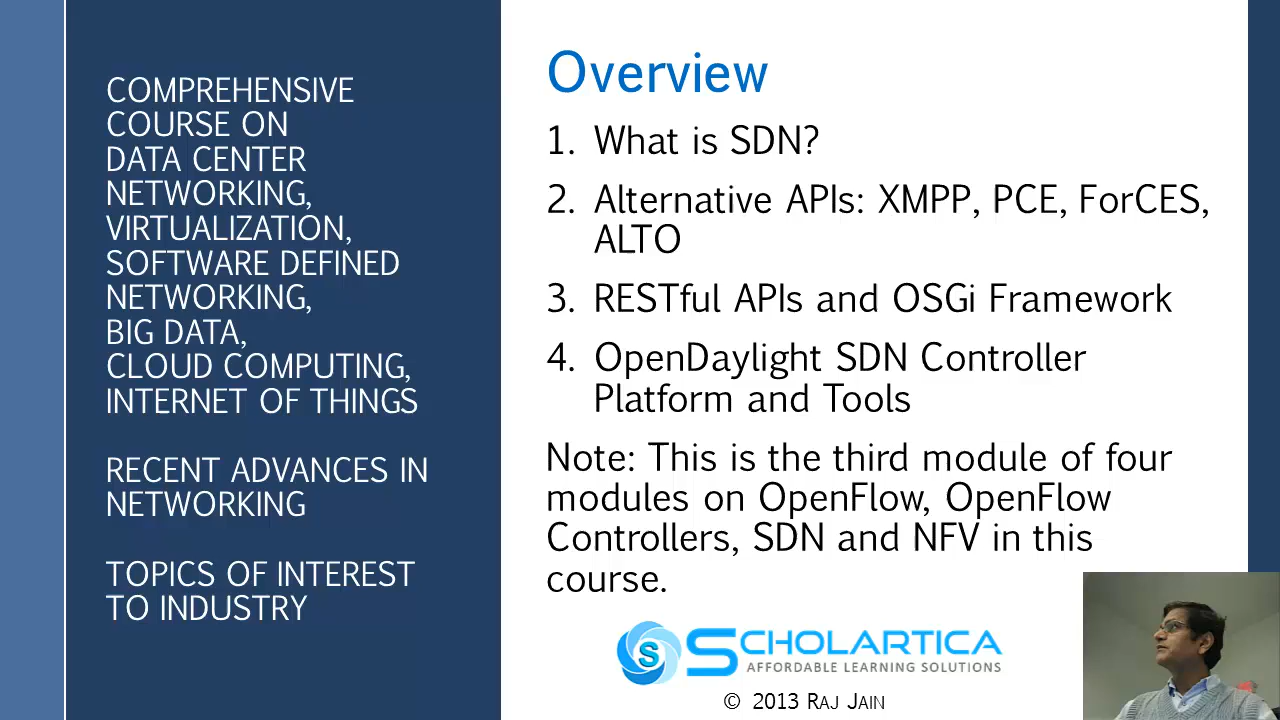 COMPREHENSIVE
COURSE ON
DATA CENTER
NETWORKING,
VIRTUALIZATION,
SOFTWARE DEFINED
NETWORKING,
BIG DATA,
CLOUD COMPUTING,
INTERNET OF THINGS
RECENT ADVANCES IN
NETWORKING
TOPICS OF INTEREST
TO INDUSTRY
Overview
1. What is SDN?
2. Alternative APIs: XMPP, PCE, ForCES,
ALTO
3. RESTful APIs and OSGi Framework
4. OpenDaylight SDN Controller
Platform and Tools
Note: This is the third module of four
modules on OpenFlow, OpenFlow
Controllers, SDN and NFV in this
course.
S SCHOLARTICA
AFFORDABLE LEARNING SOLUTIONS
© 2013 RAJ JAIN